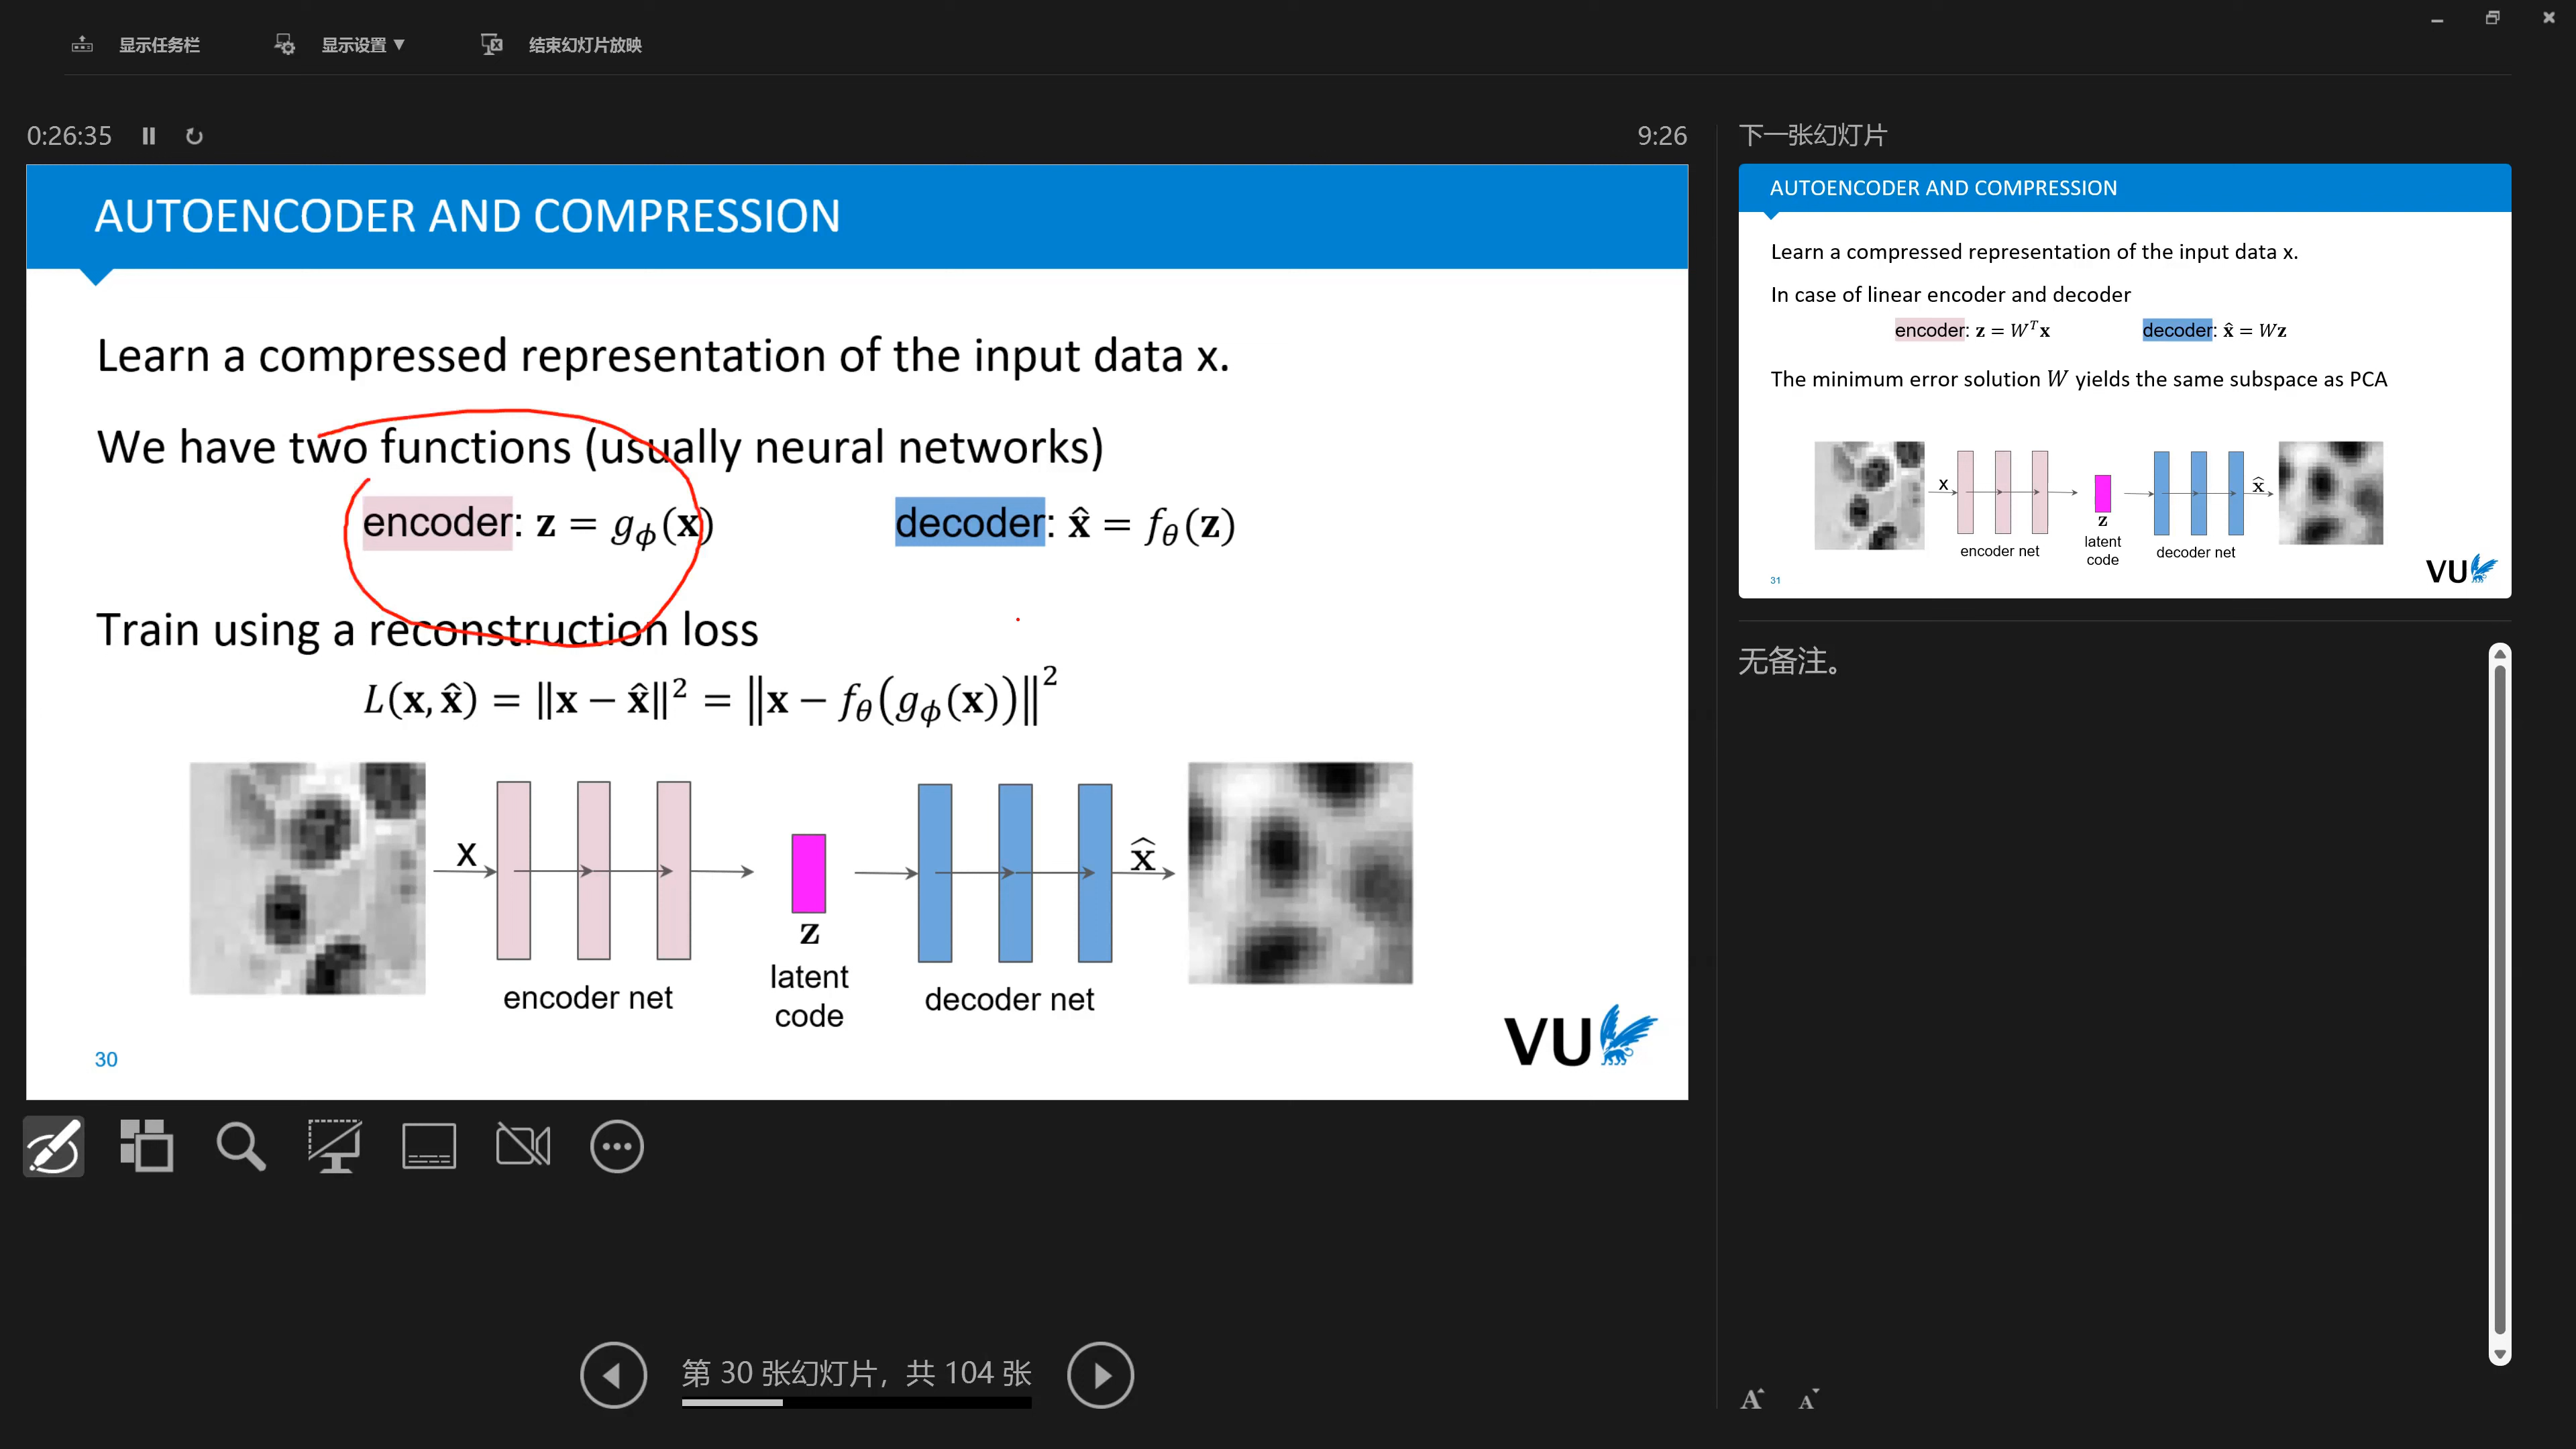 显示任务栏
显示设置 ▼
结束幻灯片放映
0:26:35
9:26
AUTOENCODER AND COMPRESSION
Learn a compressed representation of the input data x.
We have two functions (usually neural networks)
encoder: z = g_ϕ(x)
decoder: x̂ = f_θ(z)
Train using a reconstruction loss
L(x, x̂) = ‖x − x̂‖² = ‖x − f_θ(g_ϕ(x))‖²
x
encoder net
z
latent
code
decoder net
x̂
VU
30
第 30 张幻灯片，共 104 张
下一张幻灯片
AUTOENCODER AND COMPRESSION
Learn a compressed representation of the input data x.
In case of linear encoder and decoder
encoder: z = Wᵀx
decoder: x̂ = Wz
The minimum error solution W yields the same subspace as PCA
x
encoder net
z
latent
code
decoder net
x̂
VU
31
无备注。
A
A